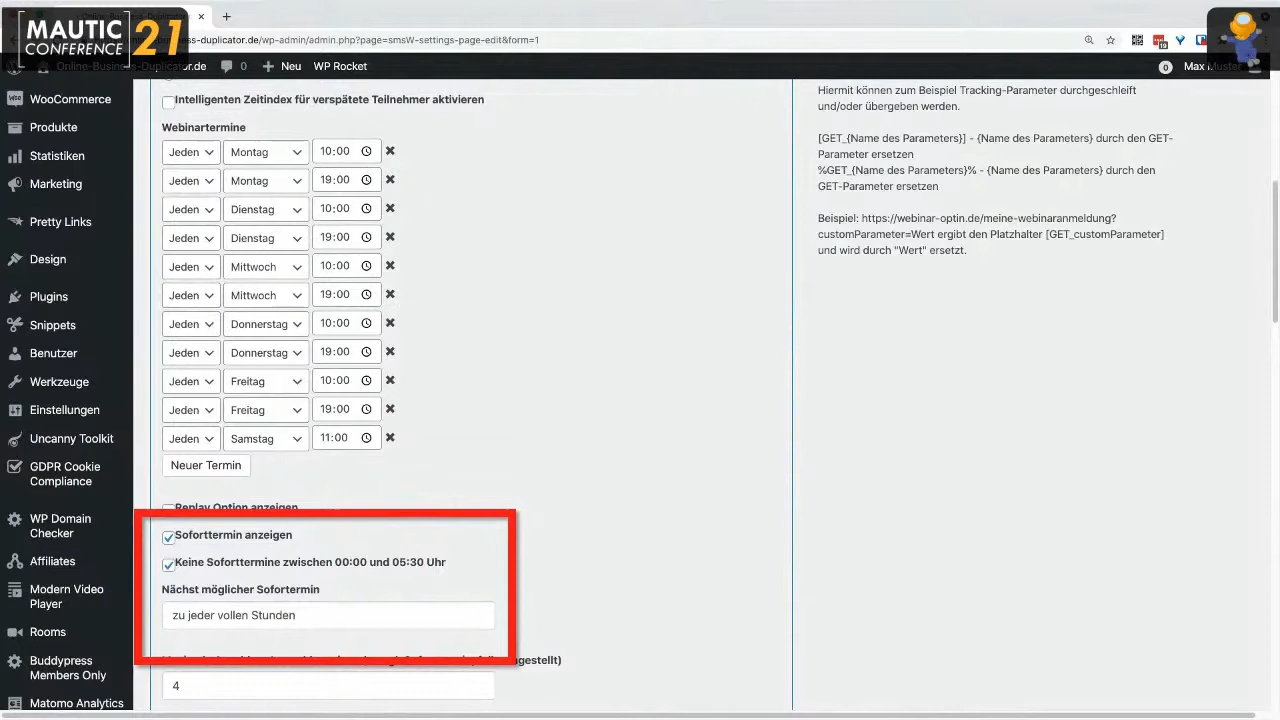 MAUTIC
CONFERENCE
21
-duplicator.de/wp-admin/admin.php?page=smsW-settings-page-edit&form=1
Online-Business-Duplicator.de
0
Neu
WP Rocket
0
Max Muster
WooCommerce
Produkte
Statistiken
Marketing
Pretty Links
Design
Plugins
Snippets
Benutzer
Werkzeuge
Einstellungen
Uncanny Toolkit
GDPR Cookie
Compliance
WP Domain
Checker
Affiliates
Modern Video
Player
Rooms
Buddypress
Members Only
Matomo Analytics
Intelligenten Zeitindex für verspätete Teilnehmer aktivieren
Webinartermine
Jeden Montag 10:00
Jeden Montag 19:00
Jeden Dienstag 10:00
Jeden Dienstag 19:00
Jeden Mittwoch 10:00
Jeden Mittwoch 19:00
Jeden Donnerstag 10:00
Jeden Donnerstag 19:00
Jeden Freitag 10:00
Jeden Freitag 19:00
Jeden Samstag 11:00
Neuer Termin
Replay Option anzeigen
Soforttermin anzeigen
Keine Soforttermine zwischen 00:00 und 05:30 Uhr
Nächst möglicher Sofortermin
zu jeder vollen Stunden
4
Hiermit können zum Beispiel Tracking-Parameter durchgeschleift
und/oder übergeben werden.
[GET_{Name des Parameters}] - {Name des Parameters} durch den GET-
Parameter ersetzen
%GET_{Name des Parameters}% - {Name des Parameters} durch den
GET-Parameter ersetzen
Beispiel: https://webinar-optin.de/meine-webinaranmeldung?
customParameter=Wert ergibt den Platzhalter [GET_customParameter]
und wird durch "Wert" ersetzt.